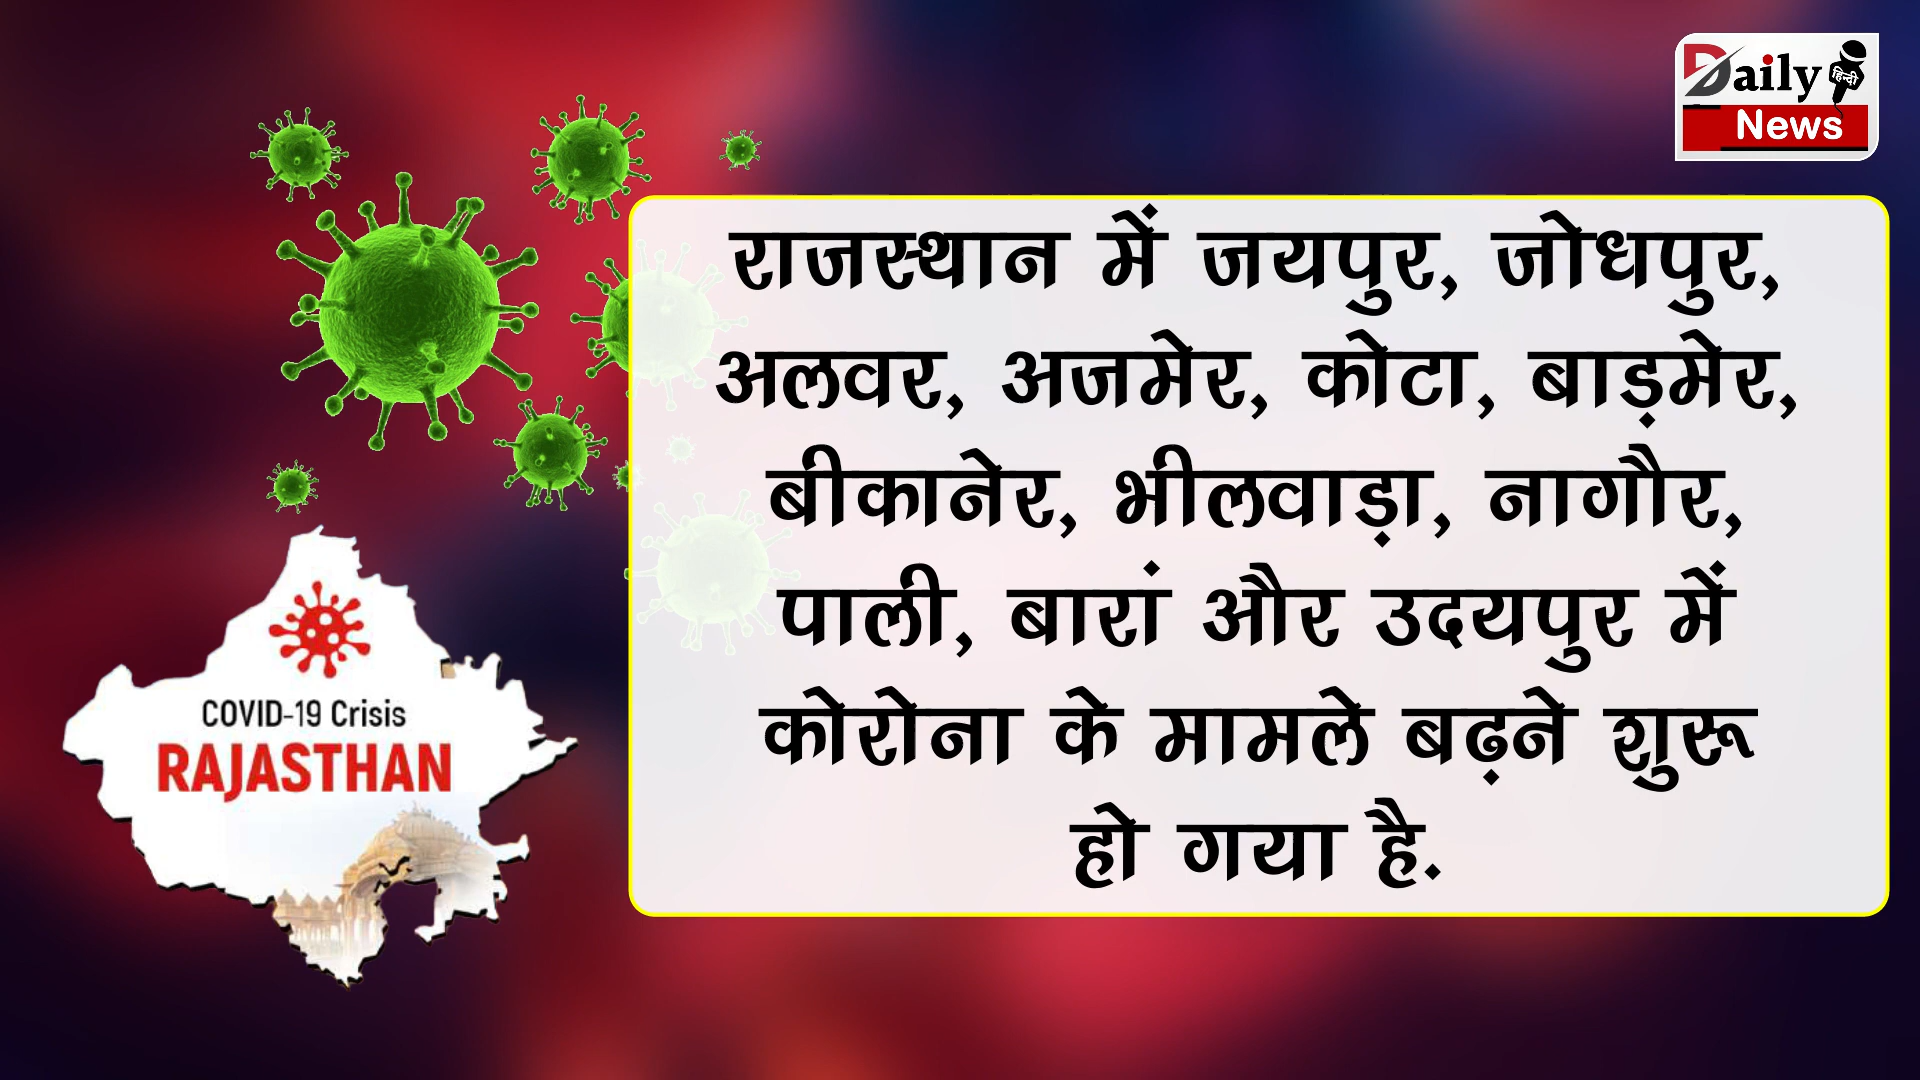 Daily
हिन्दी
News
राजस्थान में जयपुर, जोधपुर,
अलवर, अजमेर, कोटा, बाड़मेर,
बीकानेर, भीलवाड़ा, नागौर,
पाली, बारां और उदयपुर में
कोरोना के मामले बढ़ने शुरू
हो गया है.
COVID-19 Crisis
RAJASTHAN